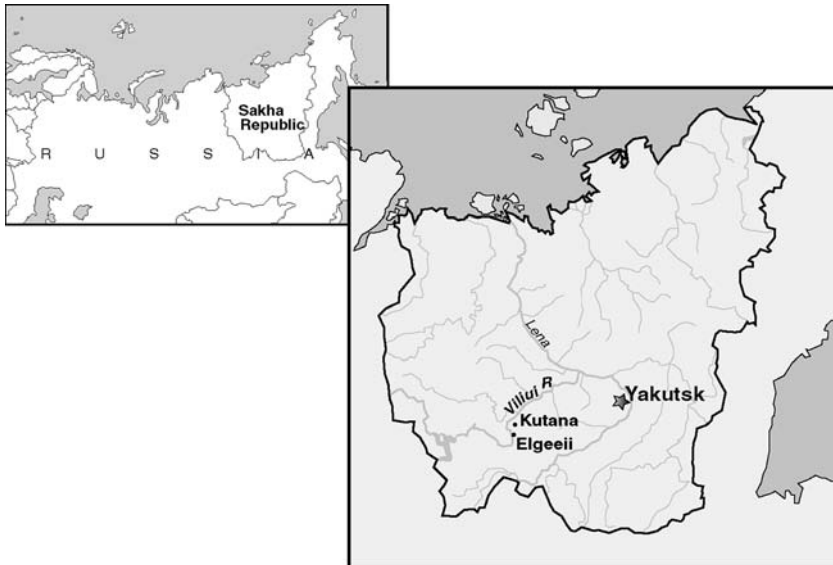 Sakha
Republic
R U S S I A
Lena
Viliui R
Yakutsk
Kutana
Elgeeii